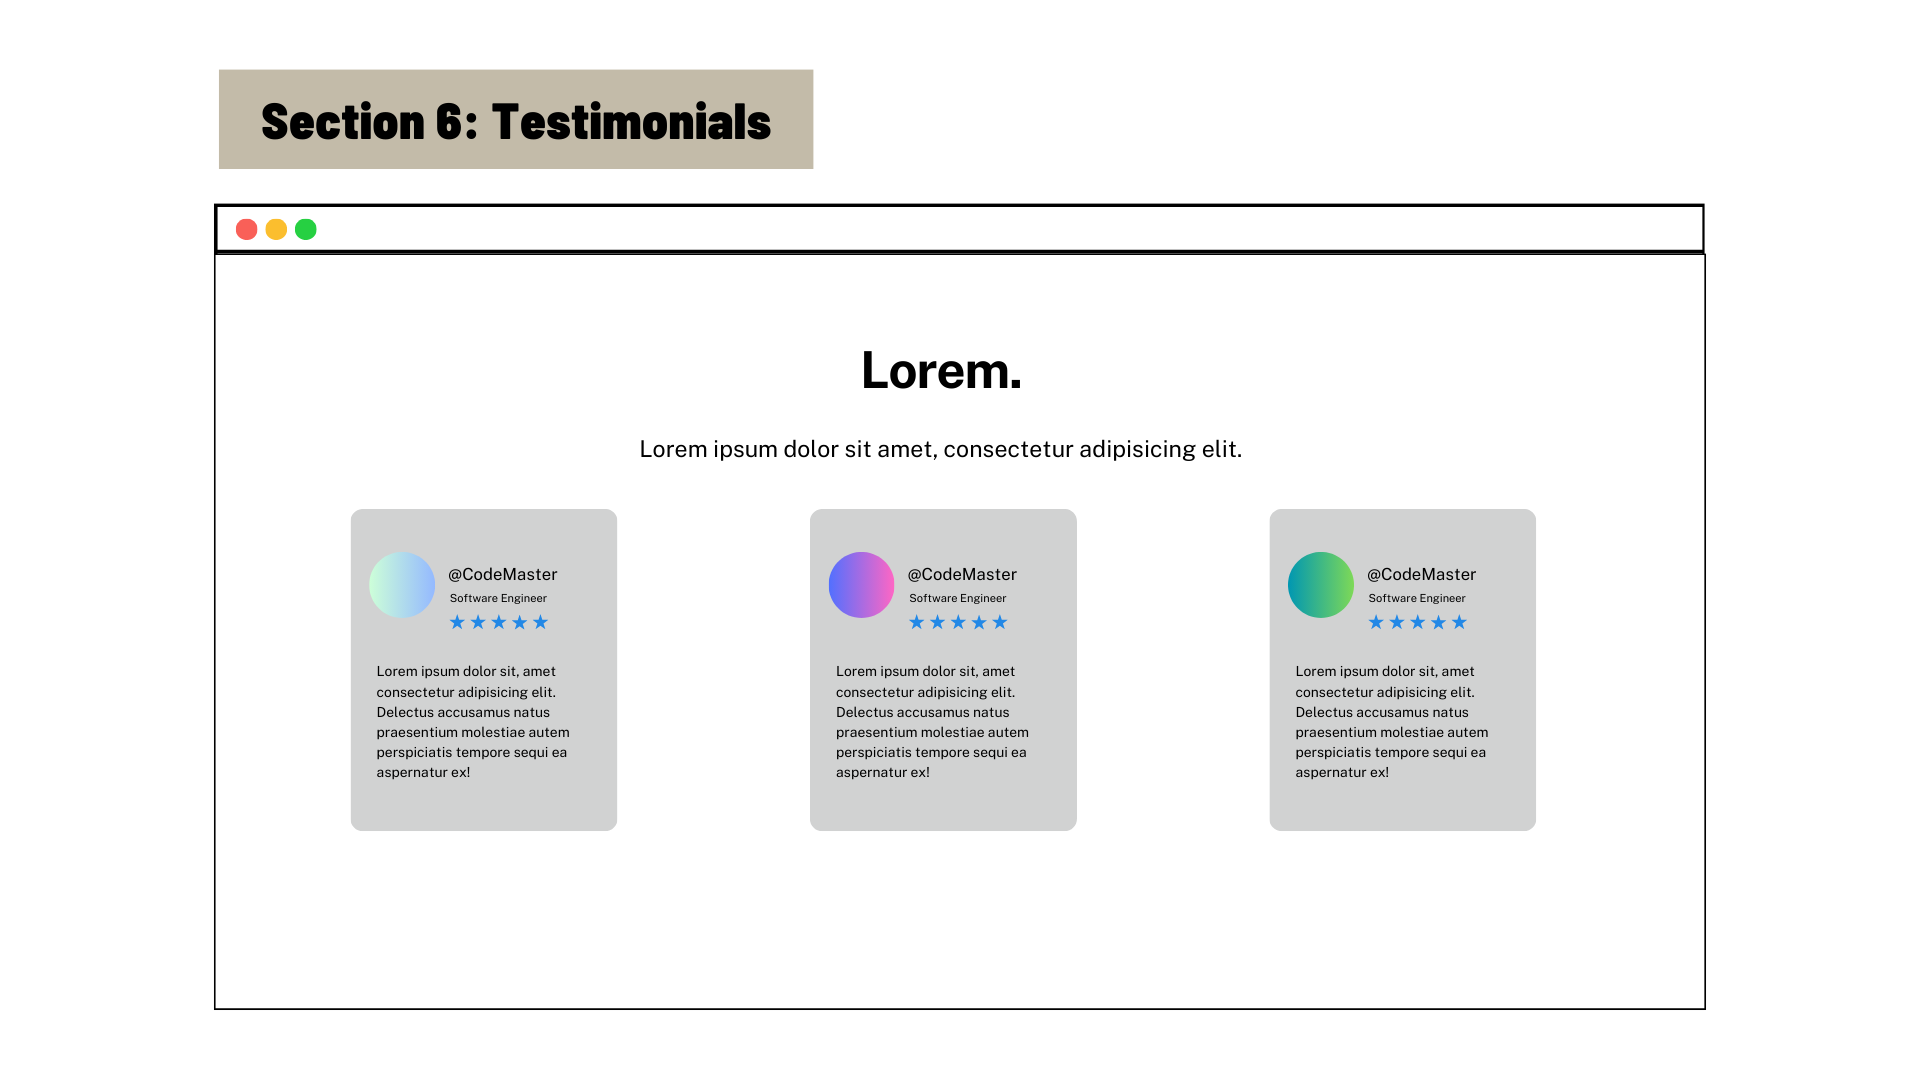 Section 6: Testimonials
Lorem.
Lorem ipsum dolor sit amet, consectetur adipisicing elit.
@CodeMaster
Software Engineer
Lorem ipsum dolor sit, amet
consectetur adipisicing elit.
Delectus accusamus natus
praesentium molestiae autem
perspiciatis tempore sequi ea
aspernatur ex!
@CodeMaster
Software Engineer
Lorem ipsum dolor sit, amet
consectetur adipisicing elit.
Delectus accusamus natus
praesentium molestiae autem
perspiciatis tempore sequi ea
aspernatur ex!
@CodeMaster
Software Engineer
Lorem ipsum dolor sit, amet
consectetur adipisicing elit.
Delectus accusamus natus
praesentium molestiae autem
perspiciatis tempore sequi ea
aspernatur ex!